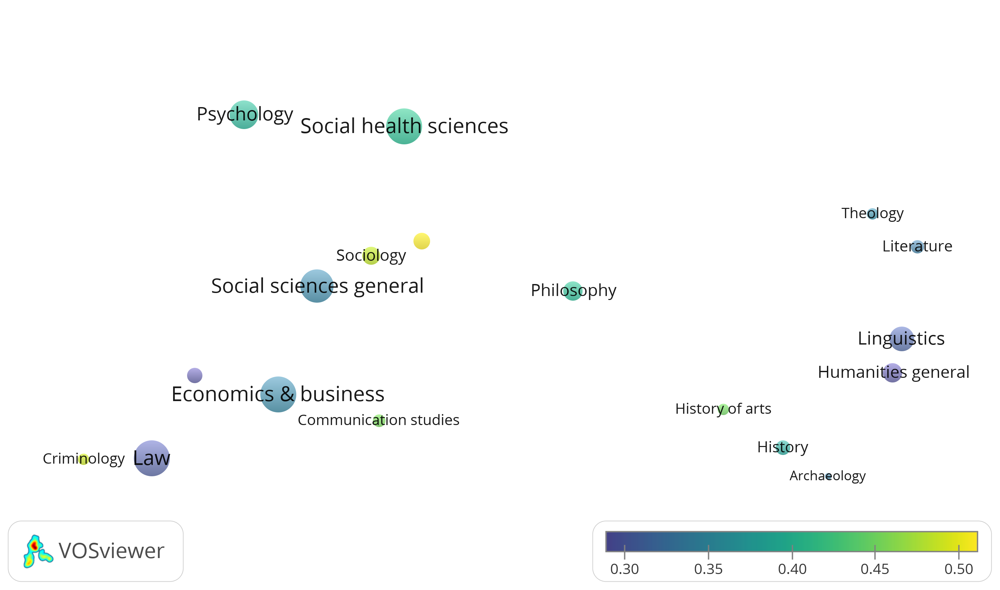 Psychology
Social health sciences
Theology
Literature
Sociology
Social sciences general
Philosophy
Linguistics
Humanities general
Economics & business
History of arts
Communication studies
History
Criminology
Law
Archaeology
VOSviewer
0.30 0.35 0.40 0.45 0.50